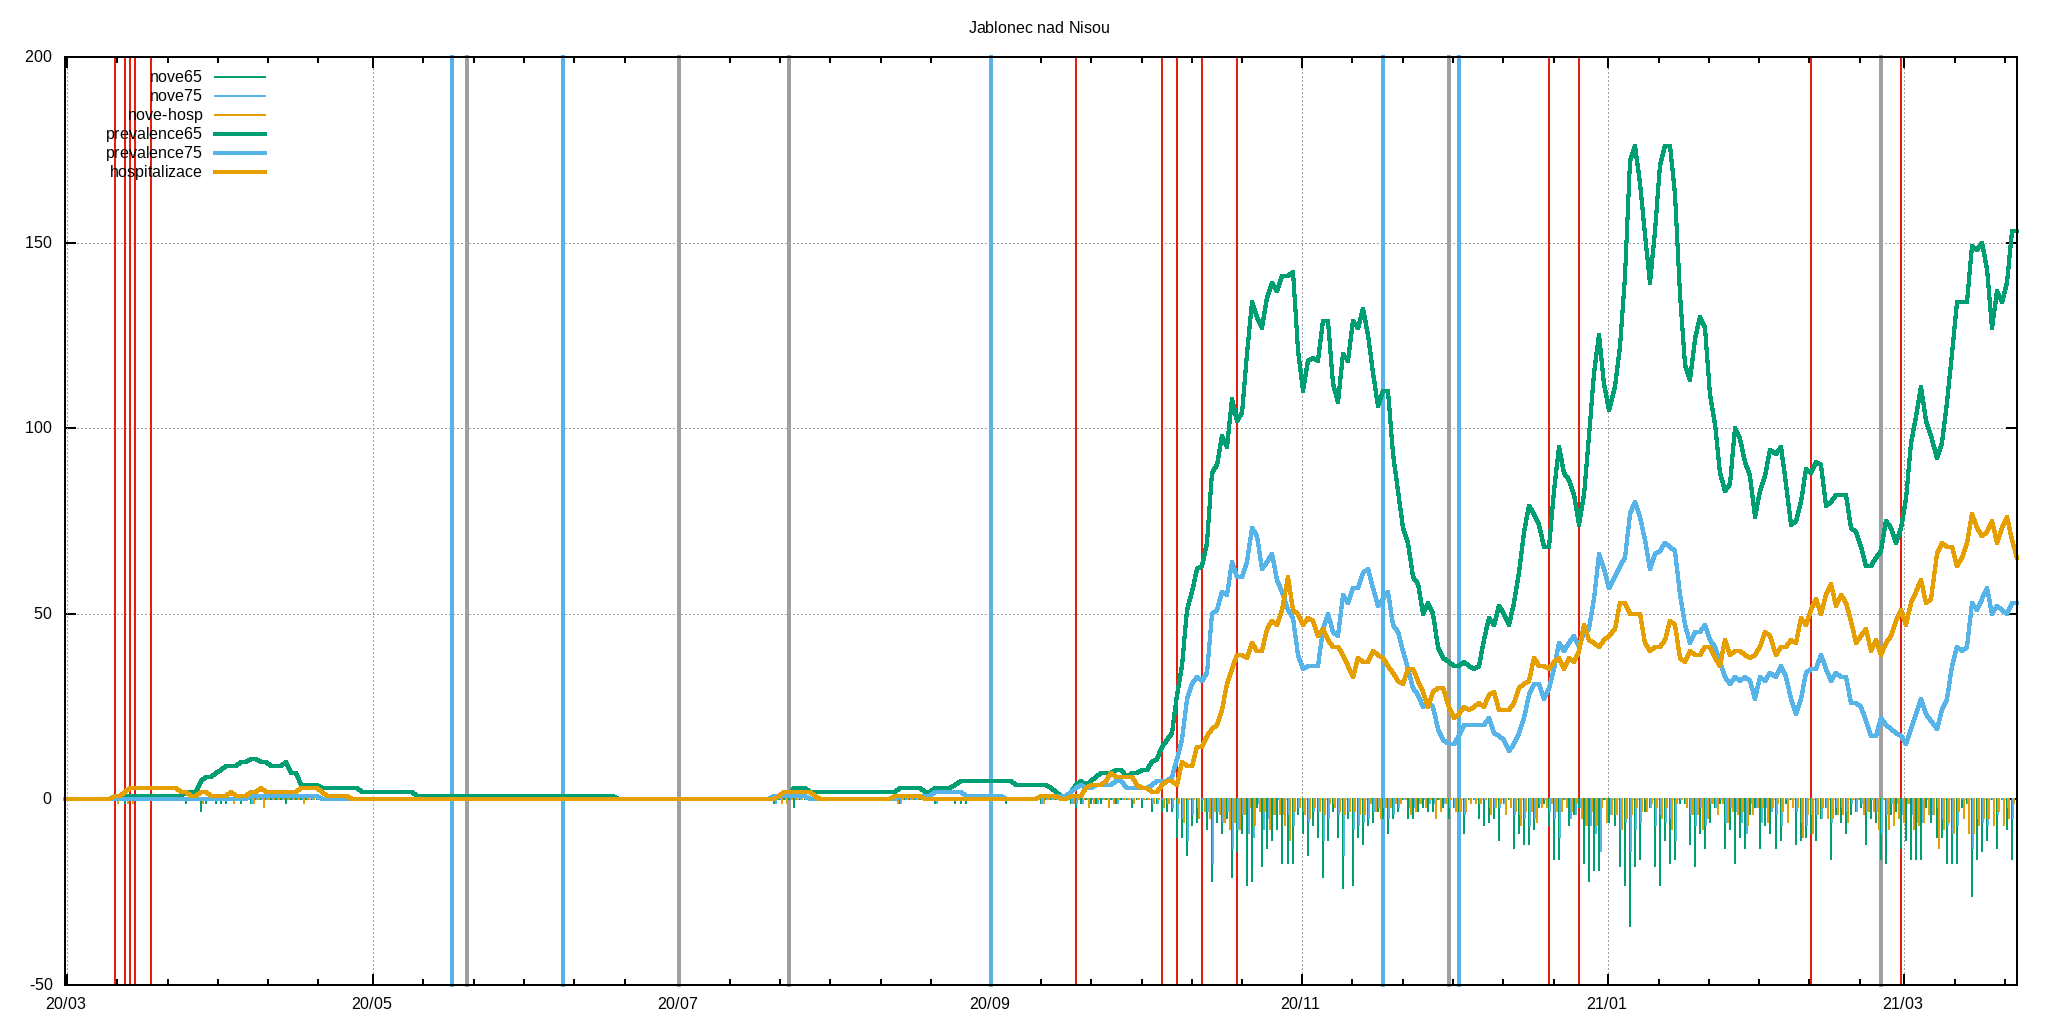 Jablonec nad Nisou
200
150
100
50
0
-50
nove65
nove75
nove-hosp
prevalence65
prevalence75
hospitalizace
20/03 20/05 20/07 20/09 20/11 21/01 21/03